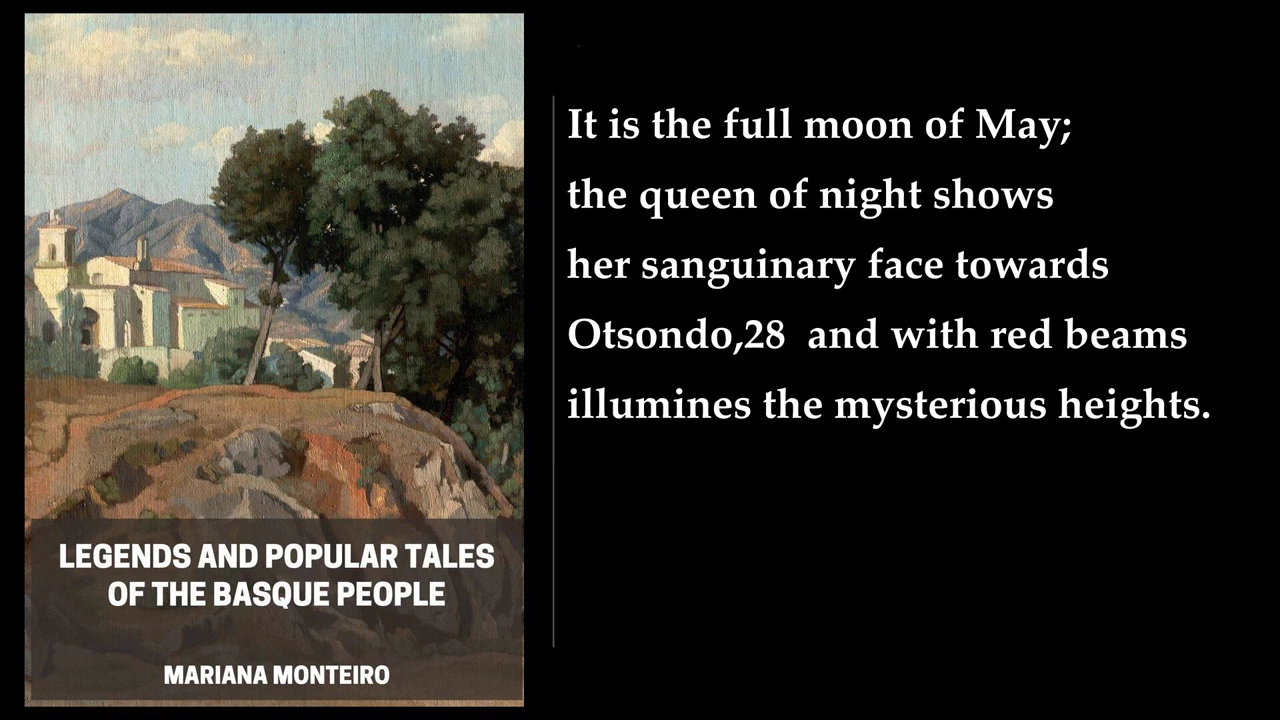 LEGENDS AND POPULAR TALES
OF THE BASQUE PEOPLE
MARIANA MONTEIRO
It is the full moon of May;
the queen of night shows
her sanguinary face towards
Otsondo,28  and with red beams
illumines the mysterious heights.